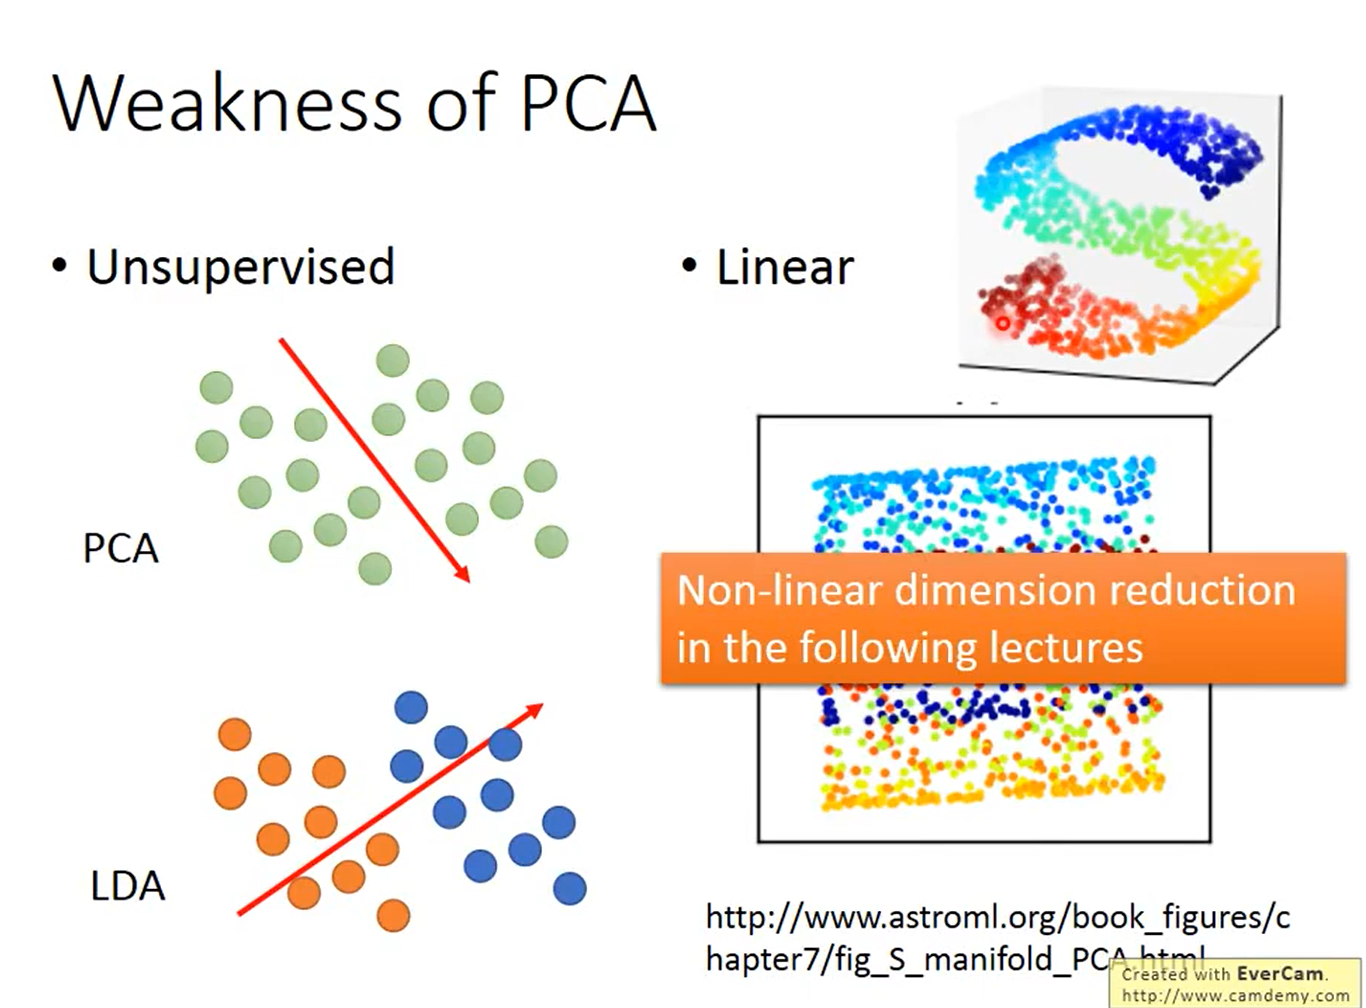 Weakness of PCA
• Unsupervised
• Linear
PCA
LDA
Non-linear dimension reduction
in the following lectures
http://www.astroml.org/book_figures/c
hapter7/fig_S_manifold_PCA.html
Created with EverCam.
http://www.camdemy.com